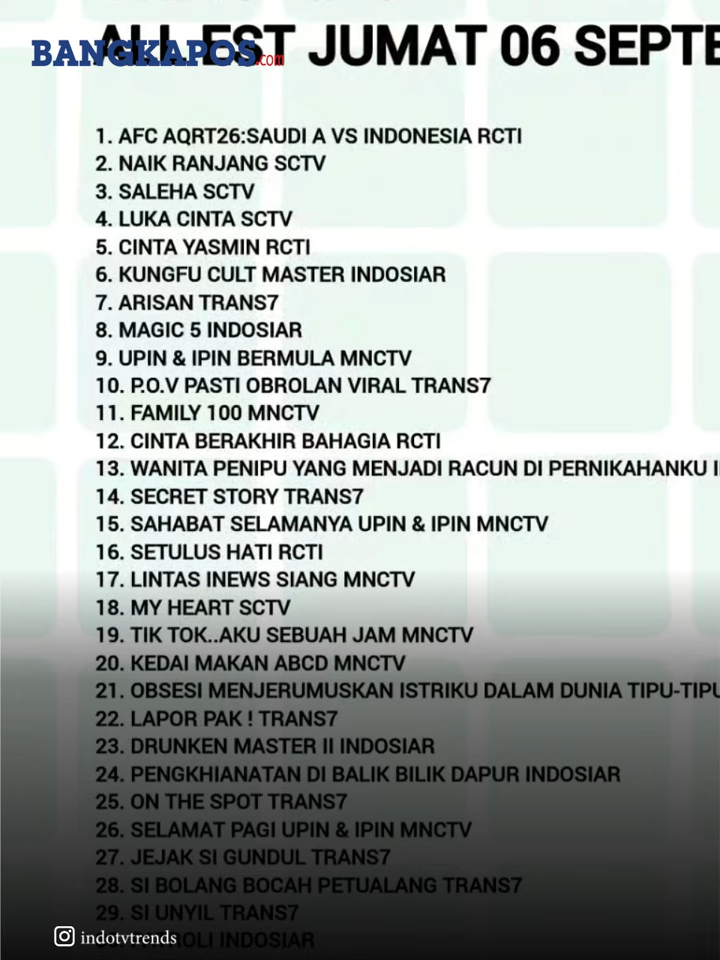 BANGKAPOS.com
ALL EST JUMAT 06 SEPTE
1. AFC AQRT26:SAUDI A VS INDONESIA RCTI
2. NAIK RANJANG SCTV
3. SALEHA SCTV
4. LUKA CINTA SCTV
5. CINTA YASMIN RCTI
6. KUNGFU CULT MASTER INDOSIAR
7. ARISAN TRANS7
8. MAGIC 5 INDOSIAR
9. UPIN & IPIN BERMULA MNCTV
10. P.O.V PASTI OBROLAN VIRAL TRANS7
11. FAMILY 100 MNCTV
12. CINTA BERAKHIR BAHAGIA RCTI
13. WANITA PENIPU YANG MENJADI RACUN DI PERNIKAHANKU I
14. SECRET STORY TRANS7
15. SAHABAT SELAMANYA UPIN & IPIN MNCTV
16. SETULUS HATI RCTI
17. LINTAS INEWS SIANG MNCTV
18. MY HEART SCTV
19. TIK TOK..AKU SEBUAH JAM MNCTV
20. KEDAI MAKAN ABCD MNCTV
21. OBSESI MENJERUMUSKAN ISTRIKU DALAM DUNIA TIPU-TIPU
22. LAPOR PAK ! TRANS7
23. DRUNKEN MASTER II INDOSIAR
24. PENGKHIANATAN DI BALIK BILIK DAPUR INDOSIAR
25. ON THE SPOT TRANS7
26. SELAMAT PAGI UPIN & IPIN MNCTV
27. JEJAK SI GUNDUL TRANS7
28. SI BOLANG BOCAH PETUALANG TRANS7
29. SI UNYIL TRANS7
INDOSIAR
indotvtrends